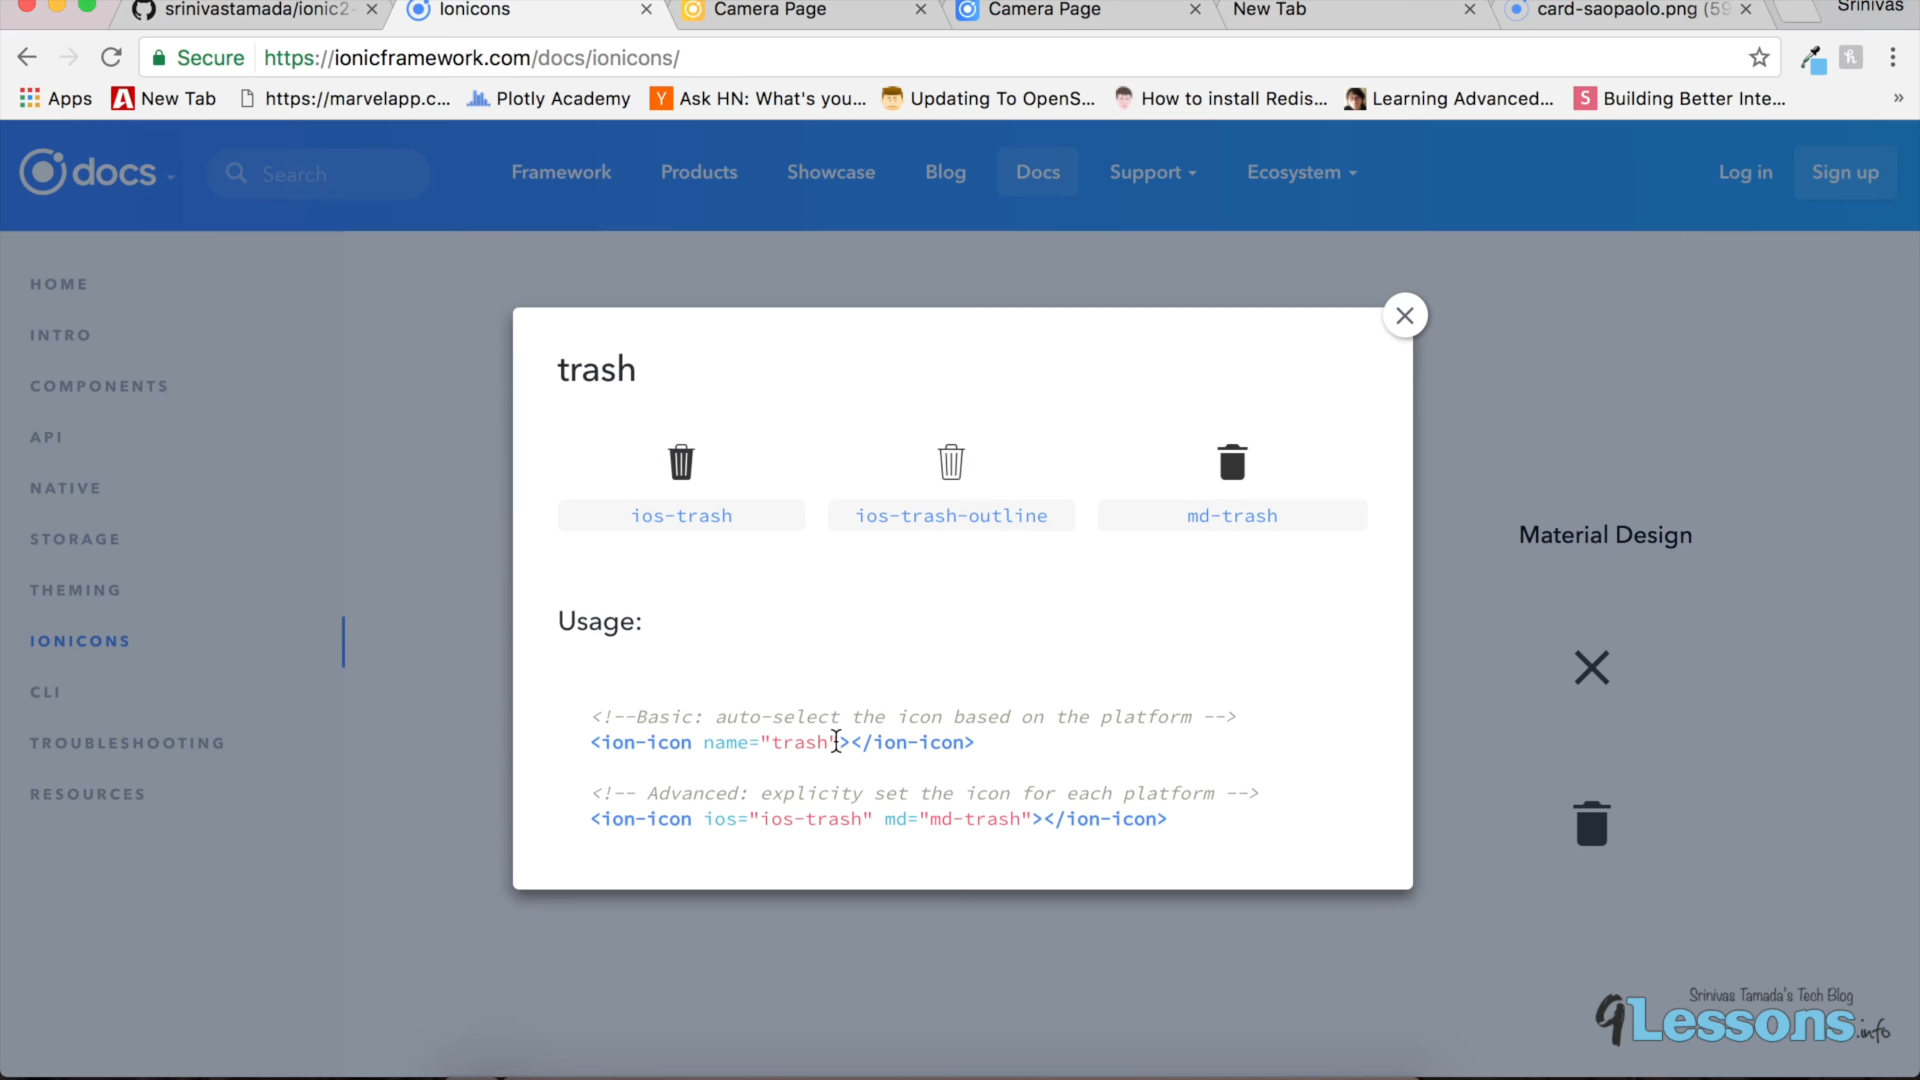 srinivastamada/ionic2-
Ionicons
Camera Page
Camera Page
New Tab
card-saopaolo.png (59
Srinivas
Secure
https://ionicframework.com/docs/ionicons/
Apps
New Tab
https://marvelapp.c...
Plotly Academy
Y
Ask HN: What's you...
Updating To OpenS...
How to install Redis...
Learning Advanced...
S
Building Better Inte...
»
docs
Search
Framework
Products
Showcase
Blog
Docs
Support
Ecosystem
Log in
Sign up
HOME
INTRO
COMPONENTS
API
NATIVE
STORAGE
THEMING
IONICONS
CLI
TROUBLESHOOTING
RESOURCES
trash
ios-trash
ios-trash-outline
md-trash
Usage:
<!--Basic: auto-select the icon based on the platform -->
<ion-icon name="trash"></ion-icon>
<!-- Advanced: explicity set the icon for each platform -->
<ion-icon ios="ios-trash" md="md-trash"></ion-icon>
Material Design
Srinivas Tamada's Tech Blog
9Lessons.info